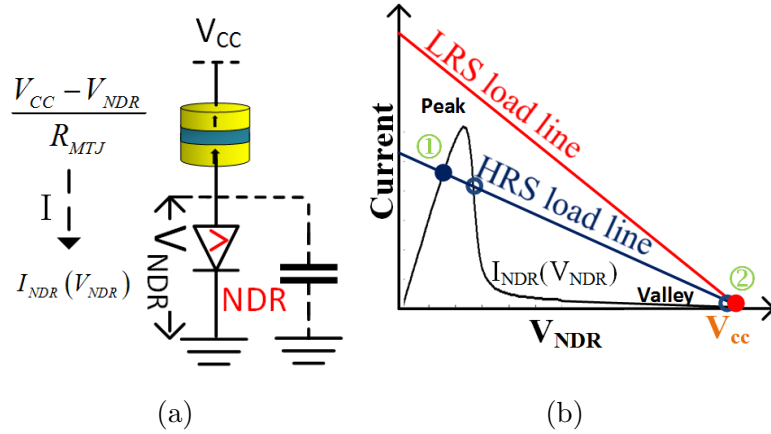 V_CC
V_CC − V_NDR
R_MTJ
I
I_NDR(V_NDR)
V_NDR
NDR
(a)
Current
Peak
①
LRS load line
HRS load line
I_NDR(V_NDR)
Valley
②
V_NDR
V_cc
(b)